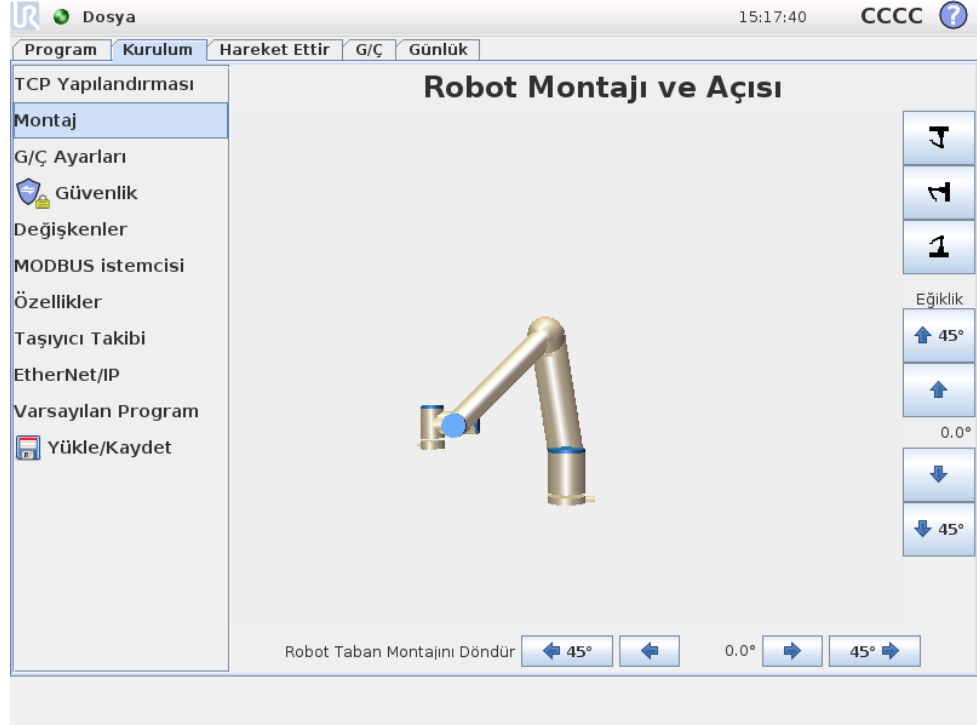 UR Dosya 15:17:40 CCCC ?
Program Kurulum Hareket Ettir G/Ç Günlük
TCP Yapılandırması
Montaj
G/Ç Ayarları
Güvenlik
Değişkenler
MODBUS istemcisi
Özellikler
Taşıyıcı Takibi
EtherNet/IP
Varsayılan Program
Yükle/Kaydet
Robot Montajı ve Açısı
Eğiklik
45°
0.0°
45°
Robot Taban Montajını Döndür 45° 0.0° 45°